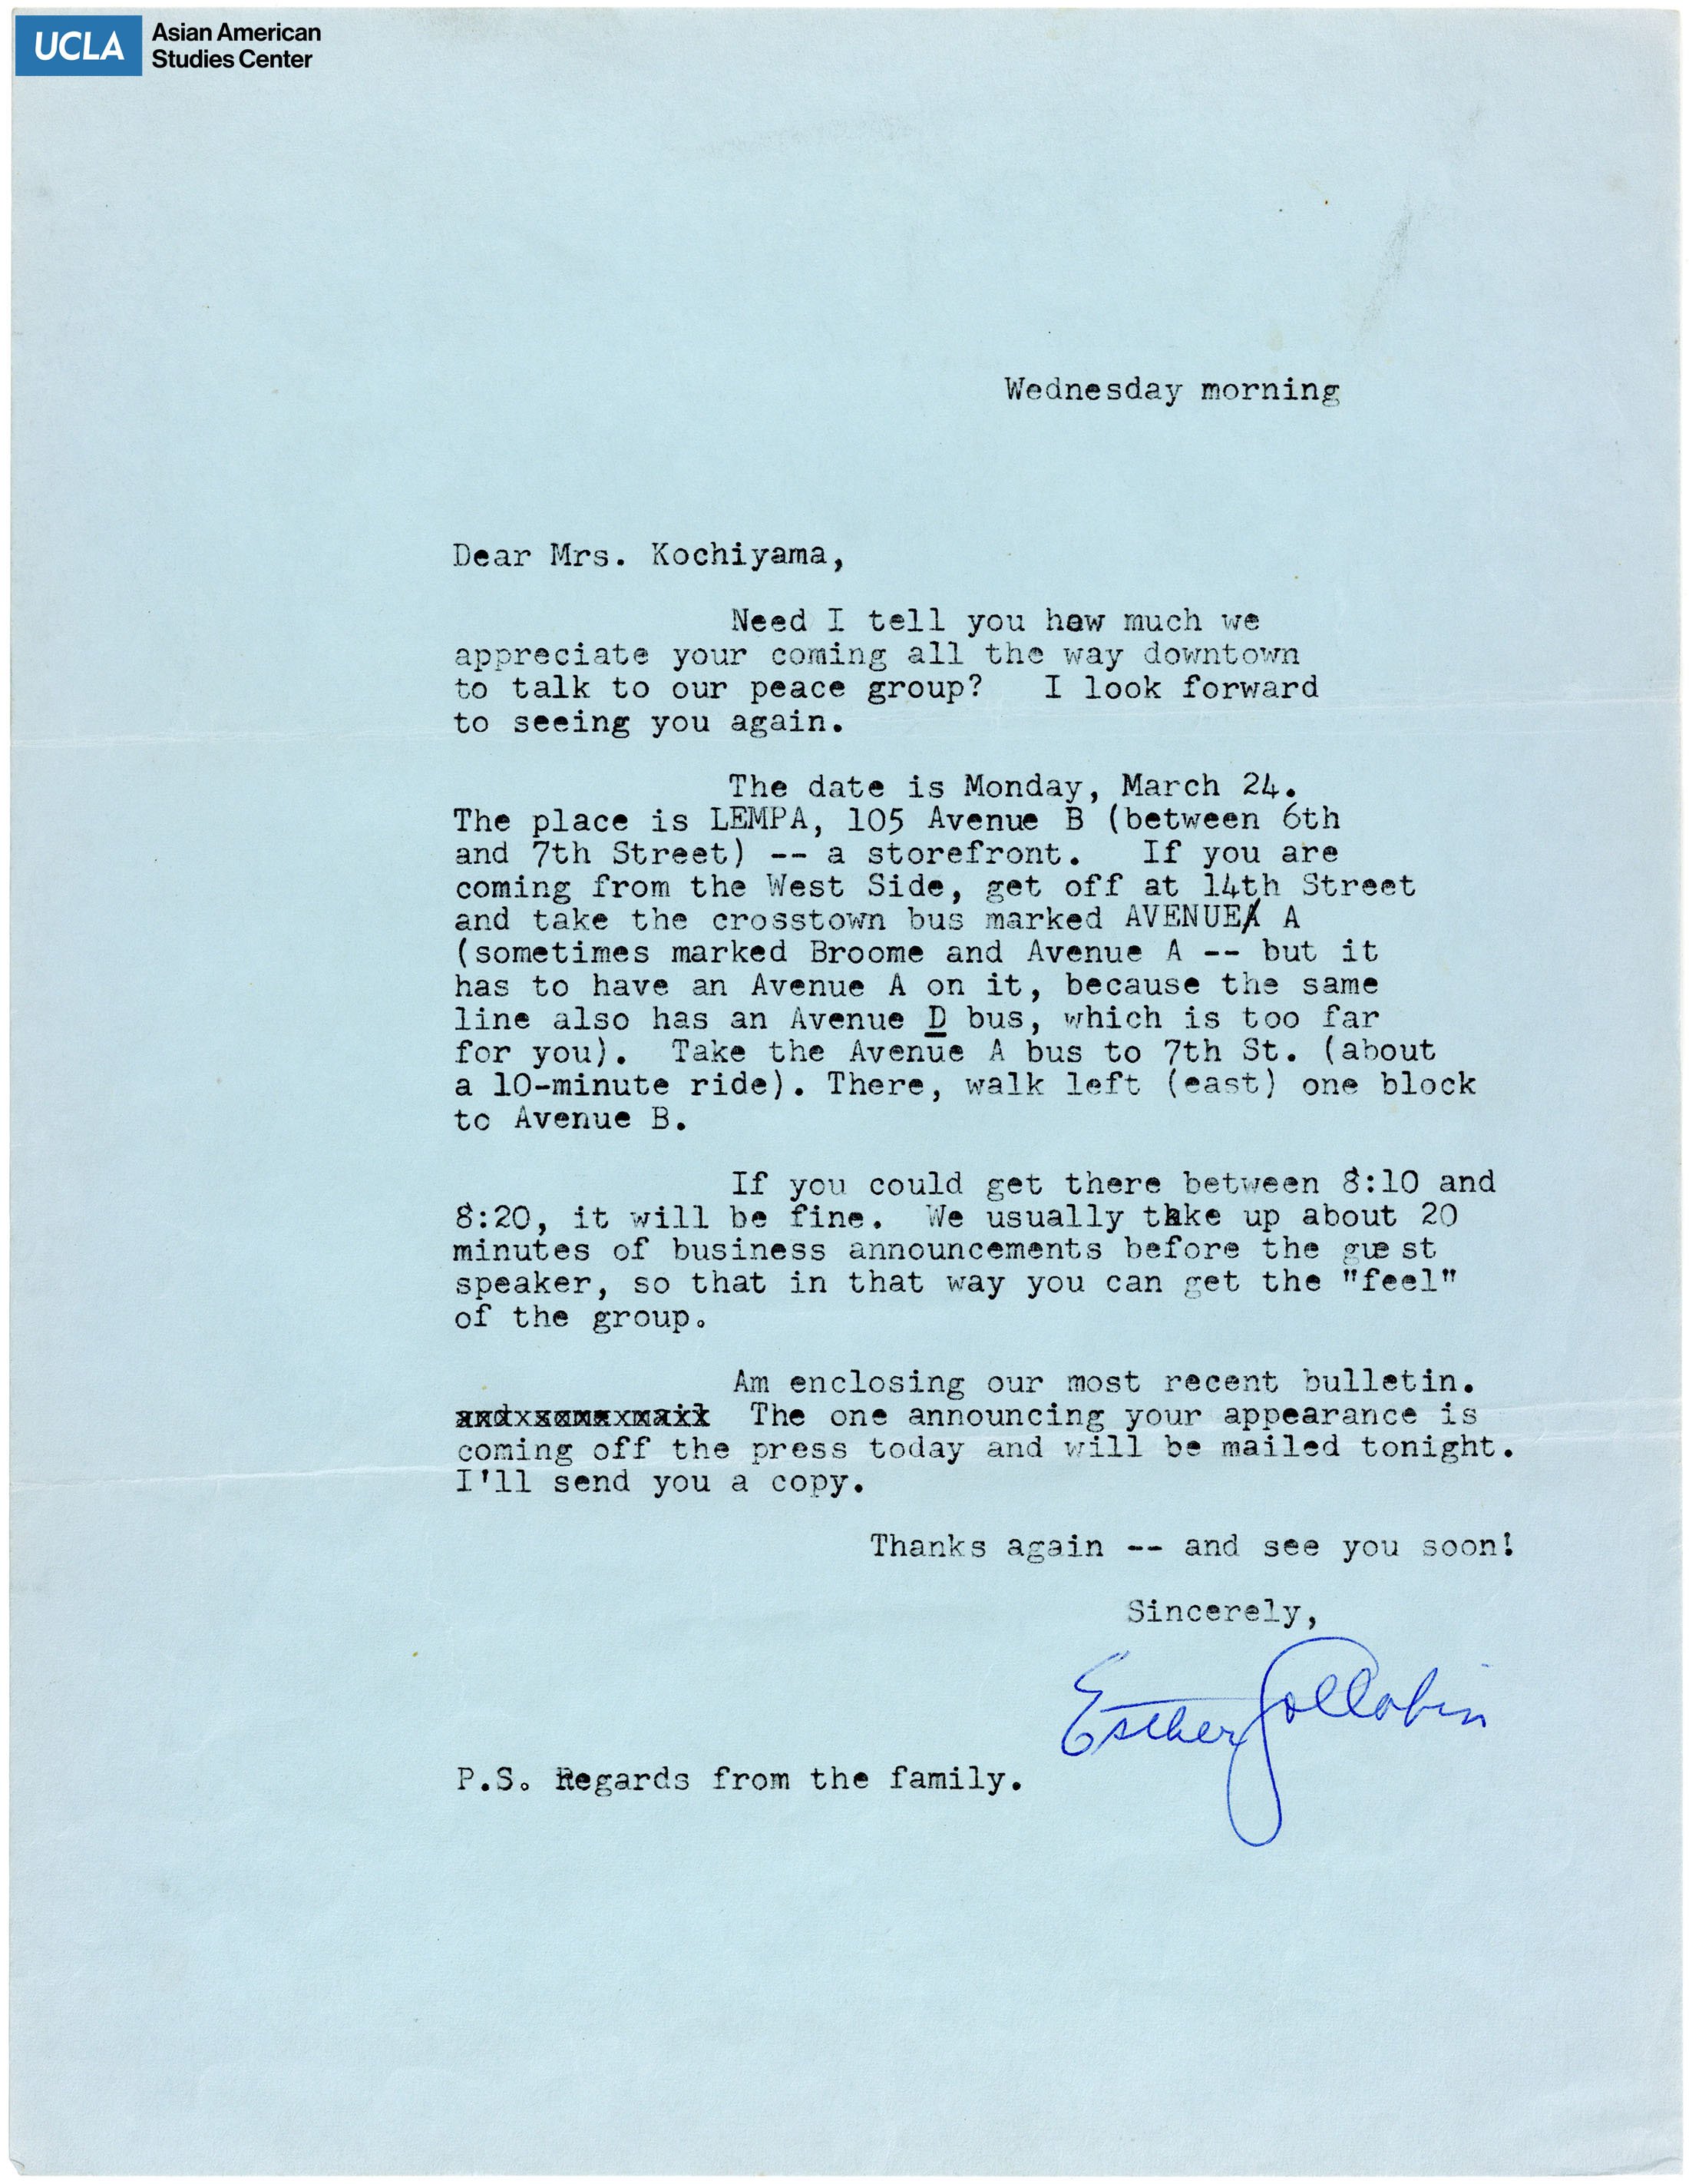 UCLA Asian American
Studies Center
Wednesday morning
Dear Mrs. Kochiyama,
Need I tell you how much we
appreciate your coming all the way downtown
to talk to our peace group? I look forward
to seeing you again.
The date is Monday, March 24.
The place is LEMPA, 105 Avenue B (between 6th
and 7th Street) -- a storefront. If you are
coming from the West Side, get off at 14th Street
and take the crosstown bus marked AVENUE A
(sometimes marked Broome and Avenue A -- but it
has to have an Avenue A on it, because the same
line also has an Avenue D bus, which is too far
for you). Take the Avenue A bus to 7th St. (about
a 10-minute ride). There, walk left (east) one block
to Avenue B.
If you could get there between 8:10 and
8:20, it will be fine. We usually take up about 20
minutes of business announcements before the guest
speaker, so that in that way you can get the "feel"
of the group.
Am enclosing our most recent bulletin.
The one announcing your appearance is
coming off the press today and will be mailed tonight.
I'll send you a copy.
Thanks again -- and see you soon!
Sincerely,
Esther Gollobin
P.S. Regards from the family.